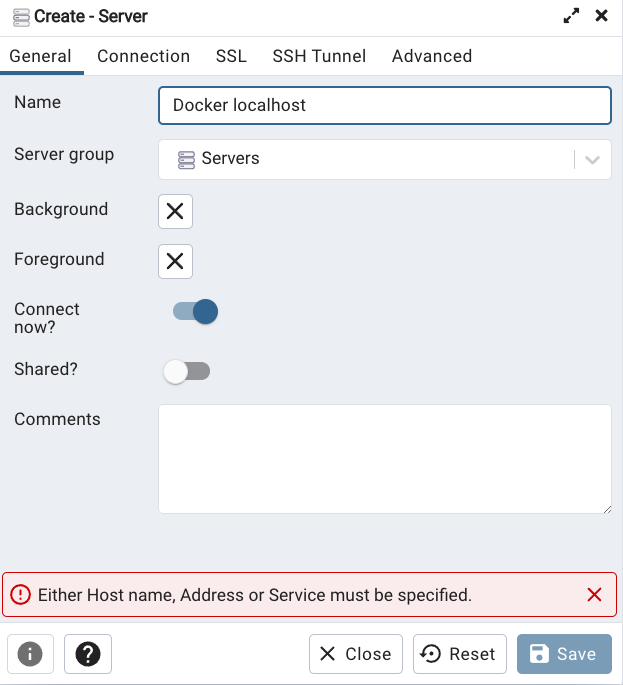 Create - Server
General Connection SSL SSH Tunnel Advanced
Name Docker localhost
Server group Servers
Background
Foreground
Connect
now?
Shared?
Comments
Either Host name, Address or Service must be specified.
Close Reset Save